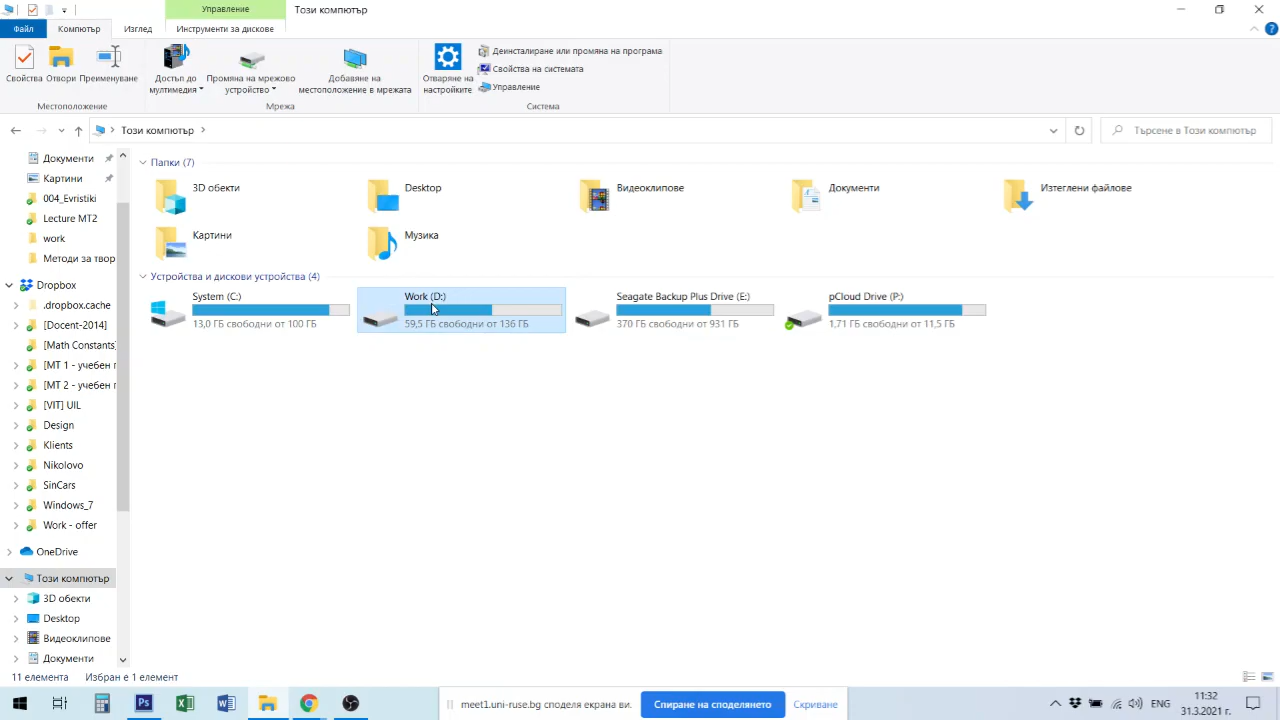 Управление
Този компютър
Файл
Компютър
Изглед
Инструменти за дискове
Свойства
Отвори
Преименуване
Достъп до мултимедия
Промяна на мрежово устройство
Добавяне на местоположение в мрежата
Отваряне на настройките
Деинсталиране или промяна на програма
Свойства на системата
Управление
Местоположение
Мрежа
Система
Този компютър
Търсене в Този компютър
Документи
Картини
004_Evristiki
Lecture MT2
work
Методи за твор
Dropbox
.dropbox.cache
[Docent-2014]
[Math Constants]
[МТ 1 - учебен г
[МТ 2 - учебен г
[VIT] UIL
Design
Klients
Nikolovo
SinCars
Windows_7
Work - offer
OneDrive
Този компютър
3D обекти
Desktop
Видеоклипове
Документи
Папки (7)
3D обекти
Desktop
Видеоклипове
Документи
Изтеглени файлове
Картини
Музика
Устройства и дискови устройства (4)
System (C:)
13,0 ГБ свободни от 100 ГБ
Work (D:)
59,5 ГБ свободни от 136 ГБ
Seagate Backup Plus Drive (E:)
370 ГБ свободни от 931 ГБ
pCloud Drive (P:)
1,71 ГБ свободни от 11,5 ГБ
11 елемента
Избран е 1 елемент
meet1.uni-ruse.bg споделя екрана ви.
Спиране на споделянето
Скриване
ENG
11:32
31.3.2021 г.